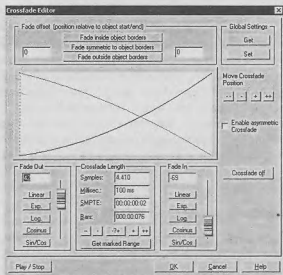 Crossfade Editor
Fade offset (position relative to object start/end)
Fade inside object borders
0
Fade symmetric to object borders
0
Fade outside object borders
Global Settings
Get
Set
Move Crossfade
Position
-- - + ++
Enable asymmetric
Crossfade
Crossfade off
Fade Out
Linear
Exp.
Log.
Cosinus
Sin/Cos
Crossfade Length
Samples: 4.410
Millisec.: 100 ms
SMPTE: 00:00:00:02
Bars: 000:00:076
Get marked Range
Fade In
-69
Linear
Exp.
Log.
Cosinus
Sin/Cos
Play / Stop
OK
Cancel
Help